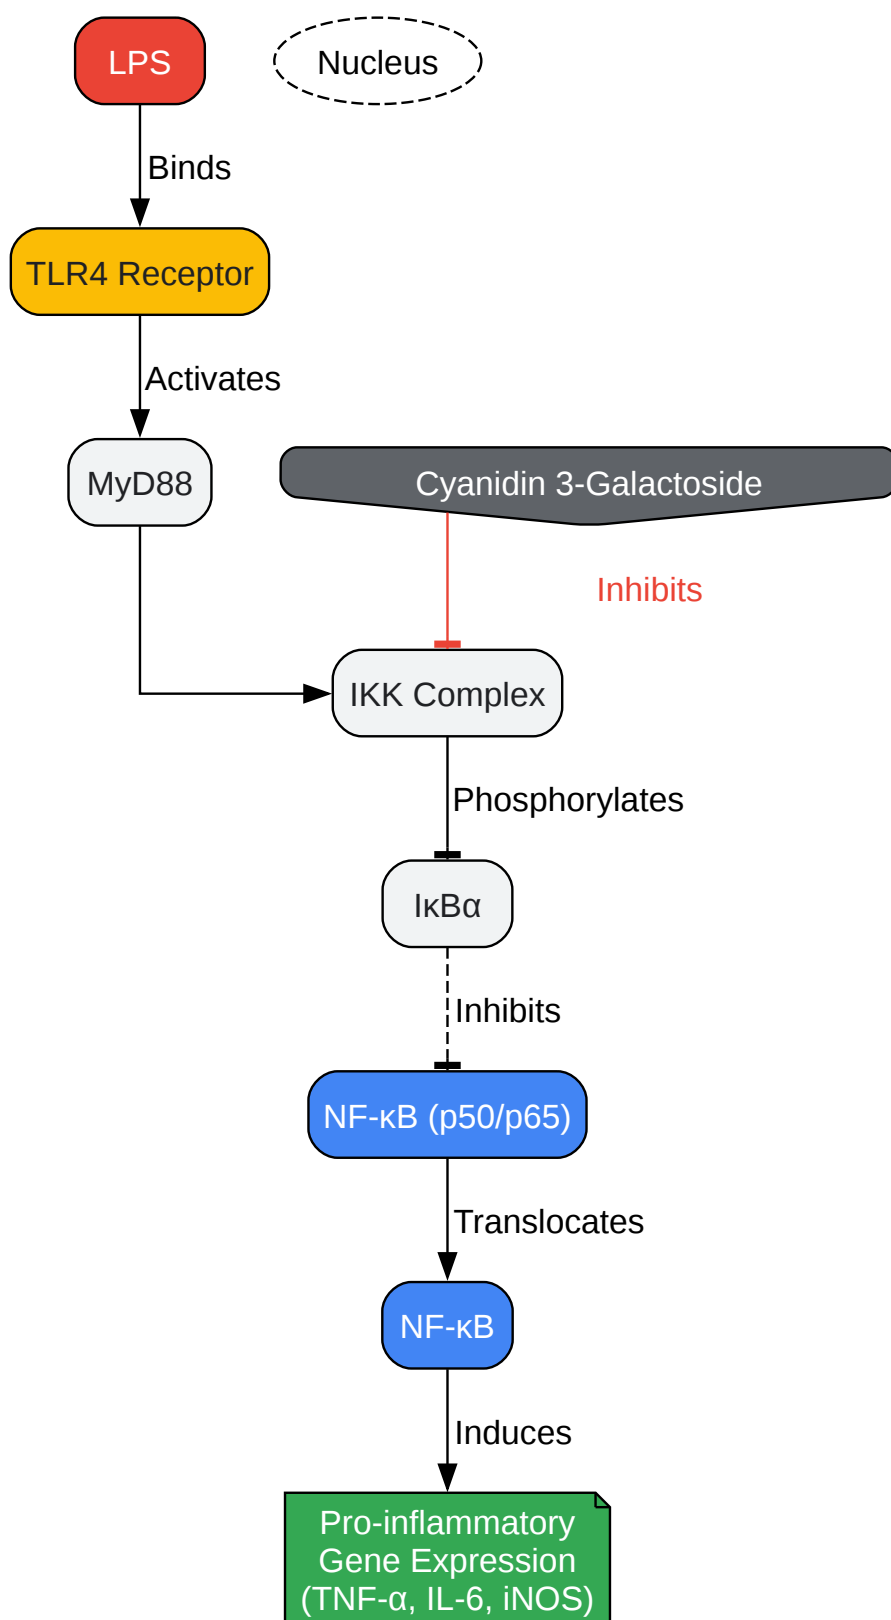 LPS
Nucleus
Binds
TLR4 Receptor
Activates
MyD88
Cyanidin 3-Galactoside
Inhibits
IKK Complex
Phosphorylates
IκBα
Inhibits
NF-κB (p50/p65)
Translocates
NF-κB
Induces
Pro-inflammatory
Gene Expression
(TNF-α, IL-6, iNOS)